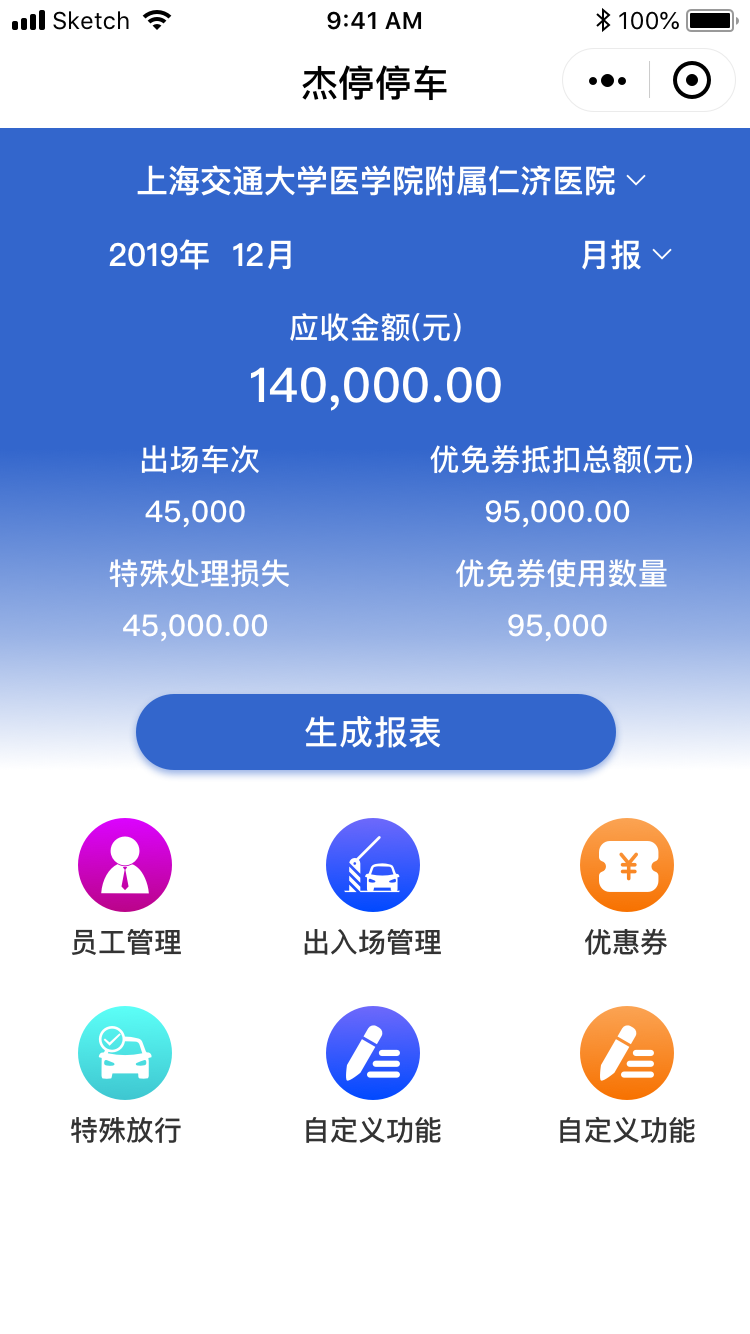 Sketch 9:41 AM 100%
杰停停车
上海交通大学医学院附属仁济医院
2019年 12月 月报
应收金额(元)
140,000.00
出场车次 优免券抵扣总额(元)
45,000 95,000.00
特殊处理损失 优免券使用数量
45,000.00 95,000
生成报表
¥
员工管理 出入场管理 优惠券
特殊放行 自定义功能 自定义功能